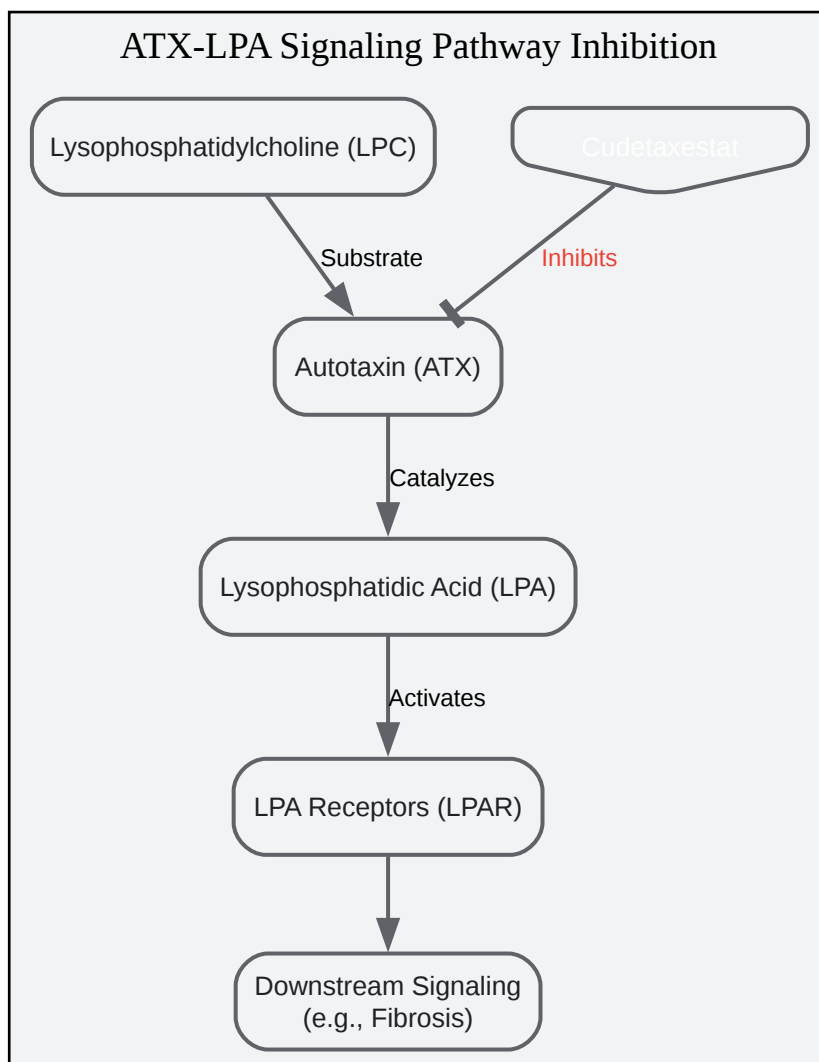 ATX-LPA Signaling Pathway Inhibition
Lysophosphatidylcholine (LPC)
Cudetaxestat
Substrate
Inhibits
Autotaxin (ATX)
Catalyzes
Lysophosphatidic Acid (LPA)
Activates
LPA Receptors (LPAR)
Downstream Signaling
(e.g., Fibrosis)